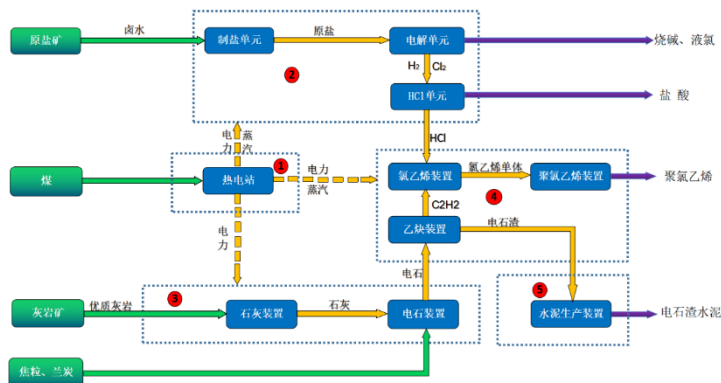 原盐矿
卤水
制盐单元
原盐
电解单元
烧碱、液氯
H₂
Cl₂
2
HCl单元
盐 酸
电力
蒸汽
HCl
煤
热电站
1
电力
蒸汽
氯乙烯装置
氯乙烯单体
聚氯乙烯装置
聚氯乙烯
4
C2H2
电力
乙炔装置
电石渣
电石
灰岩矿
优质灰岩
3
石灰装置
石灰
电石装置
5
水泥生产装置
电石渣水泥
焦粒、兰炭